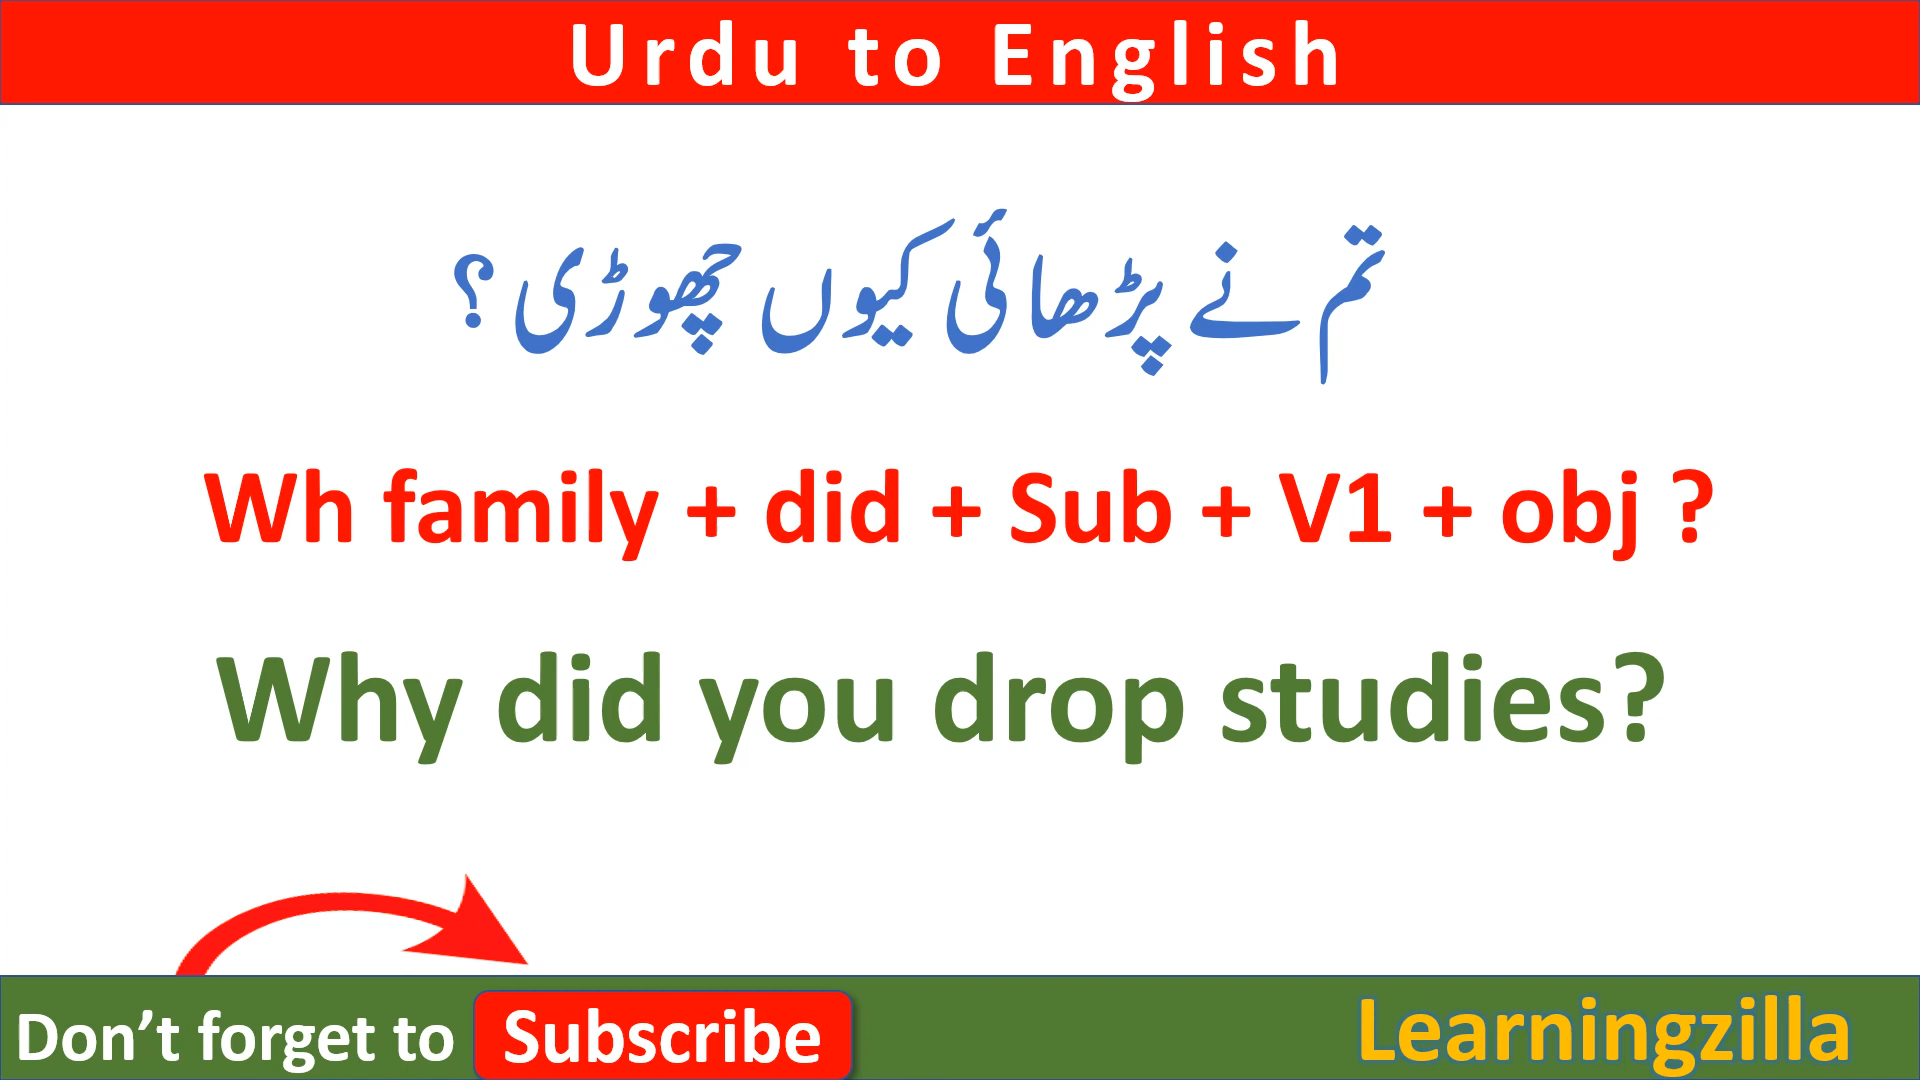 Urdu to English
تم نے پڑھائی کیوں چھوڑی؟
Wh family + did + Sub + V1 + obj ?
Why did you drop studies?
Don’t forget to Subscribe
Learningzilla